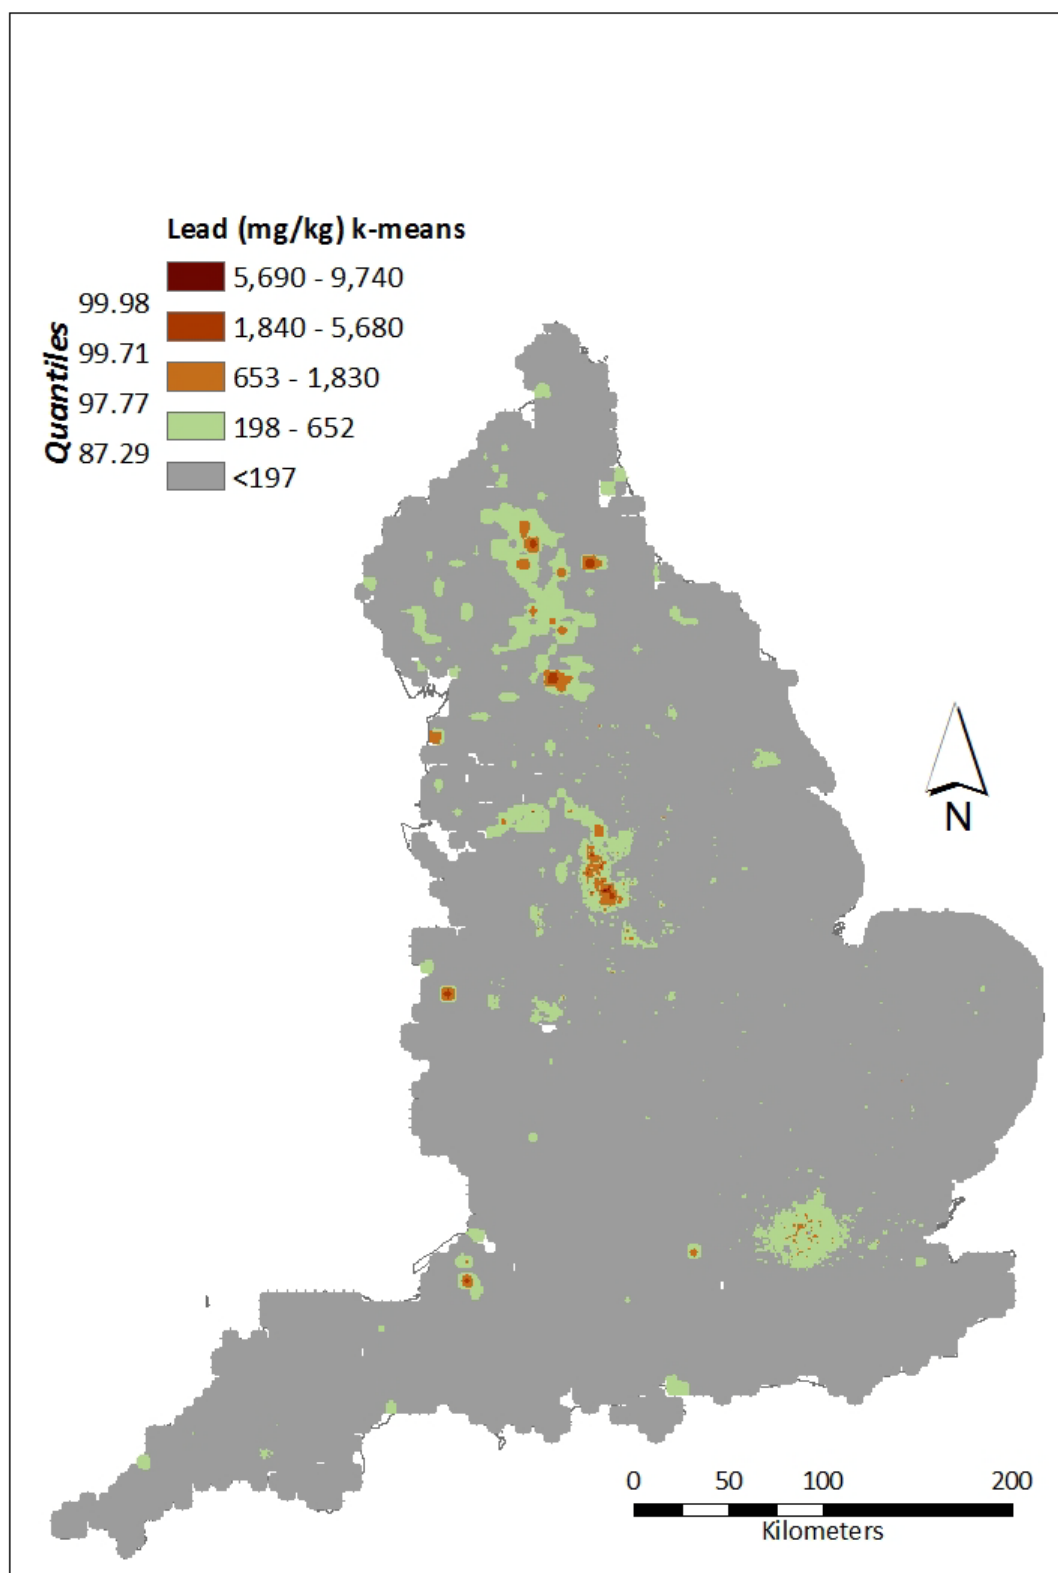 Lead (mg/kg) k-means
5,690 - 9,740
99.98
1,840 - 5,680
99.71
653 - 1,830
97.77
198 - 652
87.29
<197
Quantiles
N
0 50 100 200
Kilometers